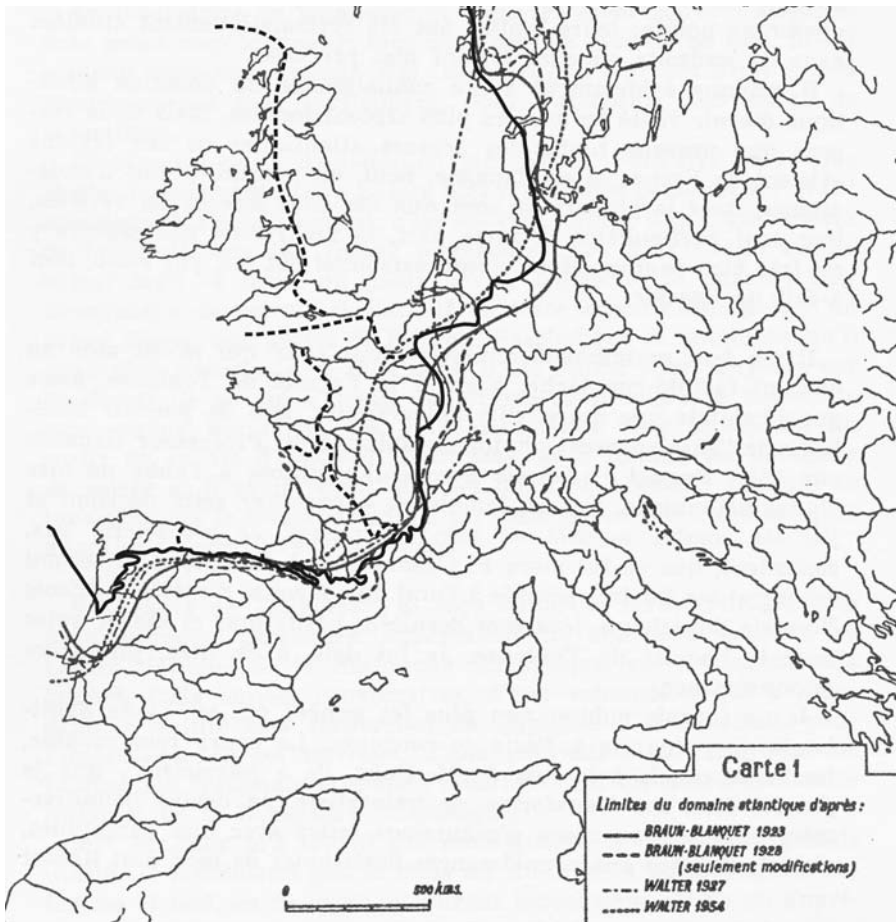 Carte 1
Limites du domaine atlantique d'après:
BRAUN-BLANQUET 1923
BRAUN-BLANQUET 1928
(seulement modifications)
WALTER 1927
WALTER 1954
0 500 kms.